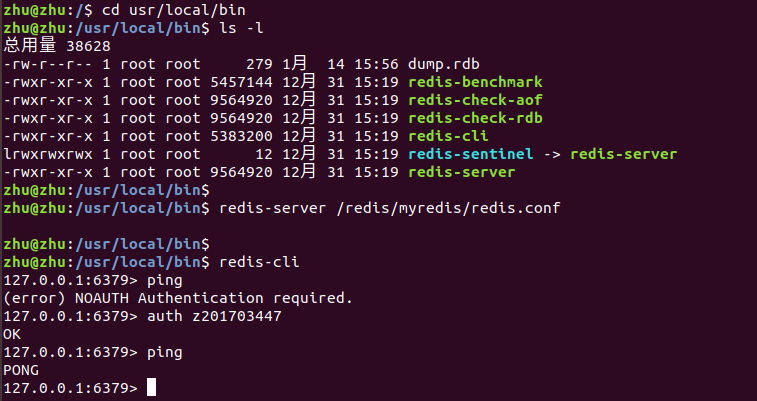 zhu@zhu:/$ cd usr/local/bin
zhu@zhu:/usr/local/bin$ ls -l
总用量 38628
-rw-r--r-- 1 root root     279 1月  14 15:56 dump.rdb
-rwxr-xr-x 1 root root 5457144 12月 31 15:19 redis-benchmark
-rwxr-xr-x 1 root root 9564920 12月 31 15:19 redis-check-aof
-rwxr-xr-x 1 root root 9564920 12月 31 15:19 redis-check-rdb
-rwxr-xr-x 1 root root 5383200 12月 31 15:19 redis-cli
lrwxrwxrwx 1 root root      12 12月 31 15:19 redis-sentinel -> redis-server
-rwxr-xr-x 1 root root 9564920 12月 31 15:19 redis-server
zhu@zhu:/usr/local/bin$
zhu@zhu:/usr/local/bin$ redis-server /redis/myredis/redis.conf
zhu@zhu:/usr/local/bin$
zhu@zhu:/usr/local/bin$ redis-cli
127.0.0.1:6379> ping
(error) NOAUTH Authentication required.
127.0.0.1:6379> auth z201703447
OK
127.0.0.1:6379> ping
PONG
127.0.0.1:6379>